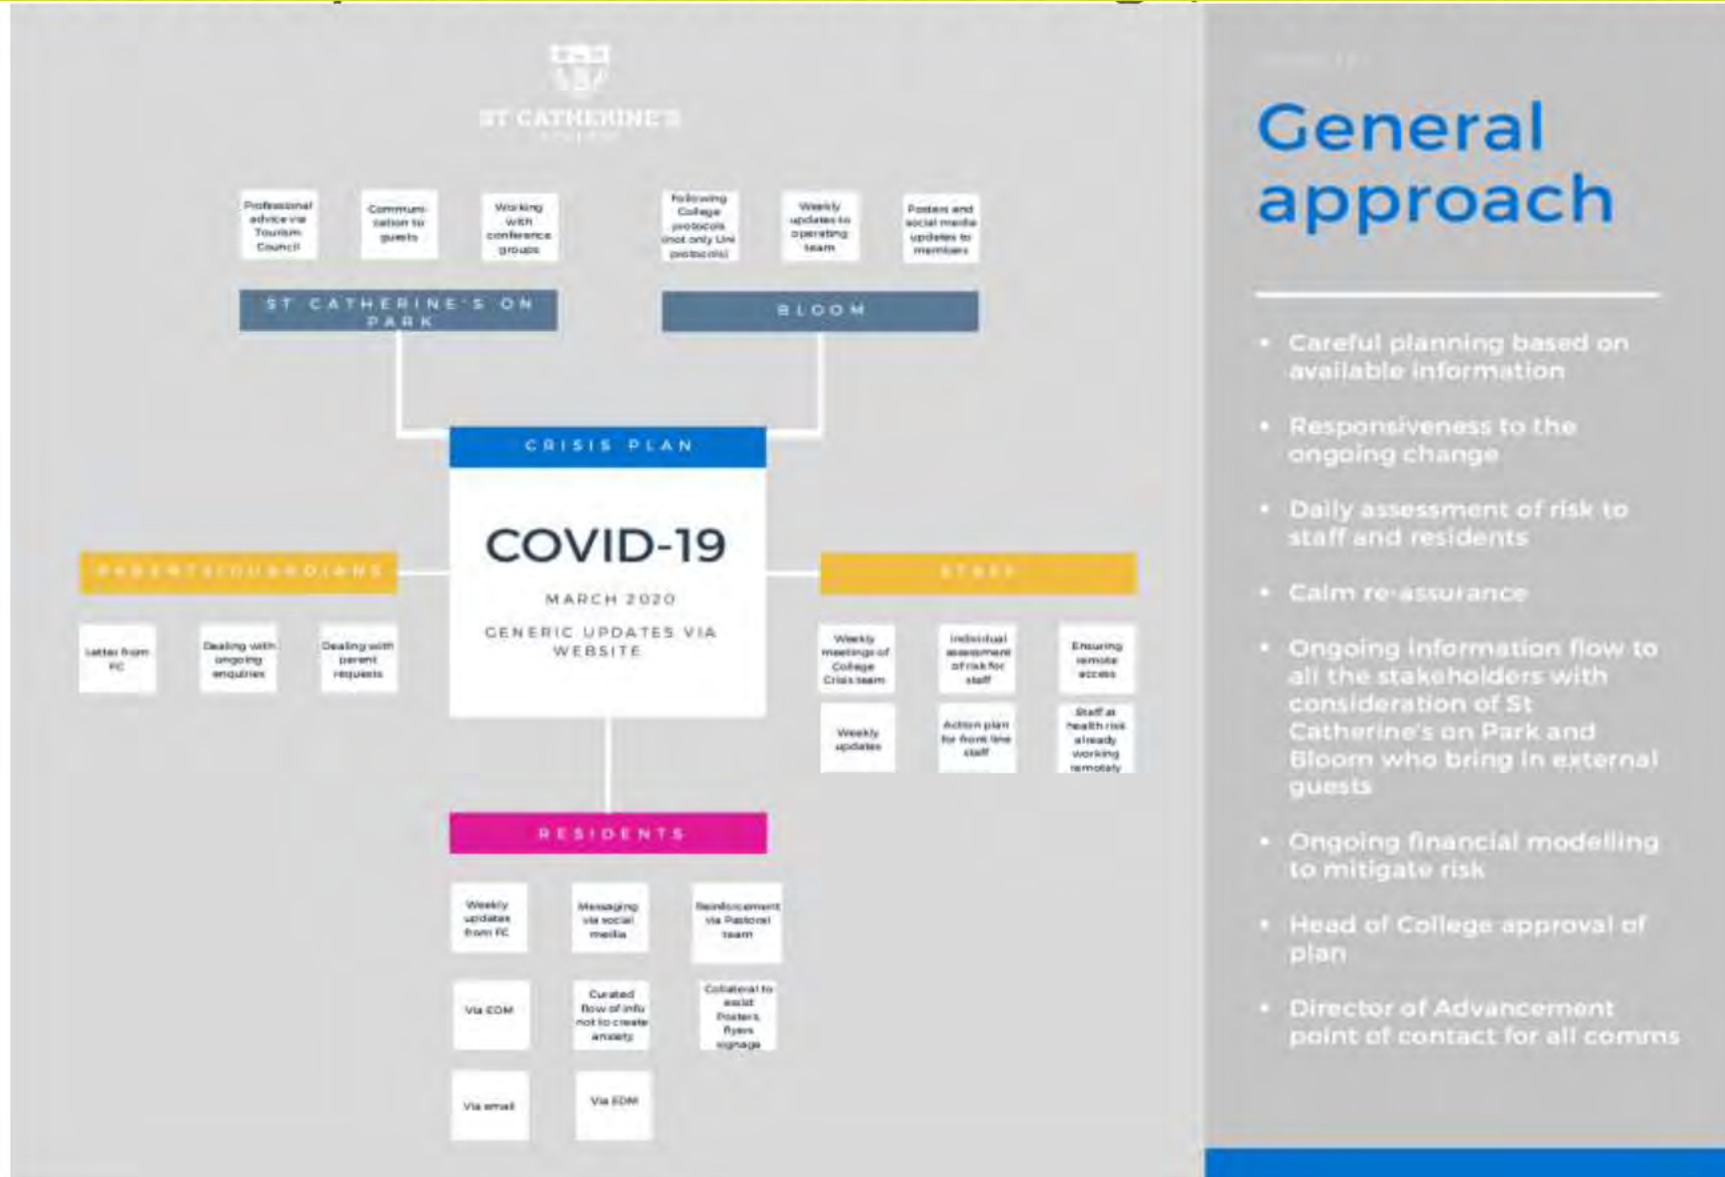 ST CATHERINE'S
Professional
advice via
Tourism
Council
Communi-
cation to
guests
Working
with
conference
groups
Following
College
protocols
(not only Uni
protocols)
Weekly
updates to
operating
team
Posters and
social media
updates to
members
ST CATHERINE'S ON
PARK
BLOOM
CRISIS PLAN
COVID-19
MARCH 2020
GENERIC UPDATES VIA
WEBSITE
PARENTS/GUARDIANS
Letter from
FC
Dealing with
ongoing
enquiries
Dealing with
parent
requests
STAFF
Weekly
meetings of
College
Crisis team
Individual
assessment
of risk for
staff
Ensuring
remote
access
Weekly
updates
Action plan
for front line
staff
Staff at
health risk
already
working
remotely
RESIDENTS
Weekly
updates
from FC
Messaging
via social
media
Reinforcement
via Pastoral
team
Via EDM
Curated
flow of info
not to create
anxiety
Collateral to
assist
Posters,
flyers
signage
Via email
Via EDM
General
approach
• Careful planning based on
available information
• Responsiveness to the
ongoing change
• Daily assessment of risk to
staff and residents
• Calm re-assurance
• Ongoing information flow to
all the stakeholders with
consideration of St
Catherine's on Park and
Bloom who bring in external
guests
• Ongoing financial modelling
to mitigate risk
• Head of College approval of
plan
• Director of Advancement
point of contact for all comms